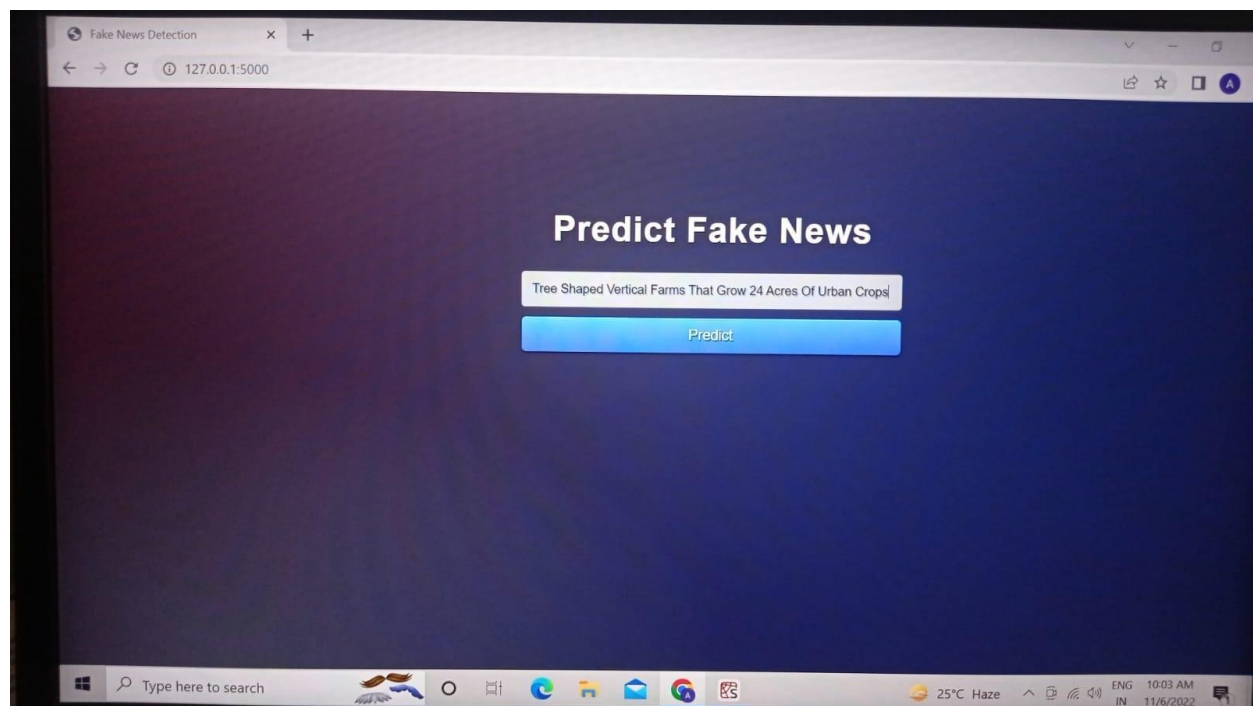 Fake News Detection
127.0.0.1:5000
A
Predict Fake News
Tree Shaped Vertical Farms That Grow 24 Acres Of Urban Crops
Predict
Type here to search
25°C Haze
ENG 10:03 AM
IN 11/6/2022